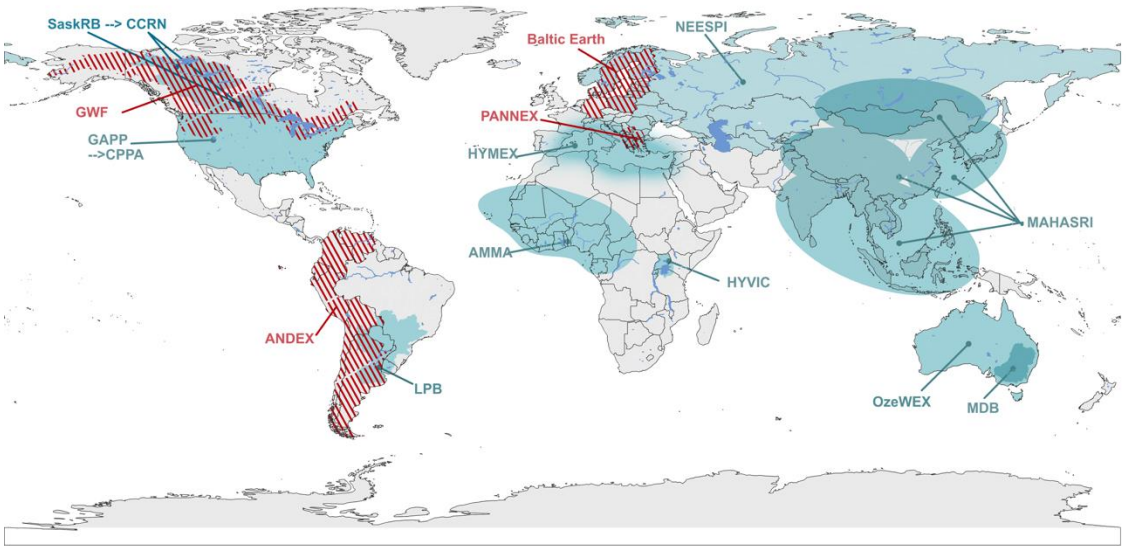 SaskRB --> CCRN
NEESPI
Baltic Earth
GWF
PANNEX
GAPP
-->CPPA
HYMEX
MAHASRI
AMMA
HYVIC
ANDEX
LPB
OzeWEX
MDB